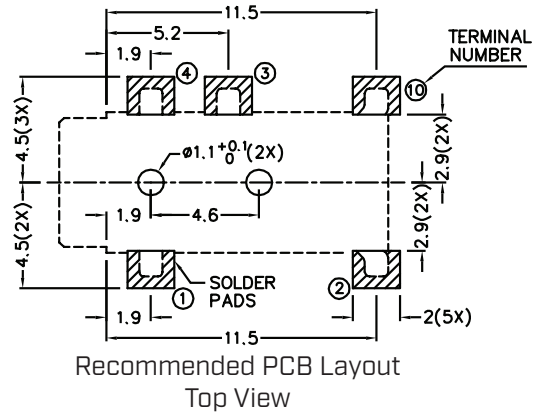 11.5
5.2
1.9
TERMINAL
NUMBER
4
3
10
4.5(3X)
2.9(2X)
ø1.1 +0.1 0 (2X)
1.9
4.6
4.5(2X)
2.9(2X)
SOLDER
PADS
1
2
1.9
2(5X)
11.5
Recommended PCB Layout
Top View